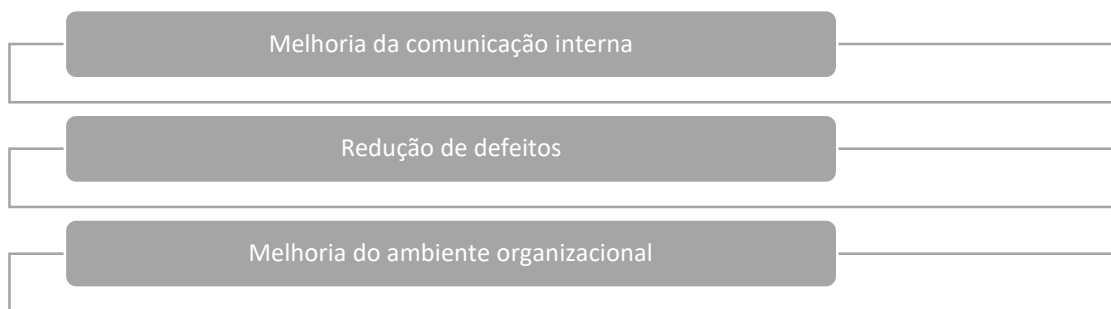 Melhoria da comunicação interna
Redução de defeitos
Melhoria do ambiente organizacional